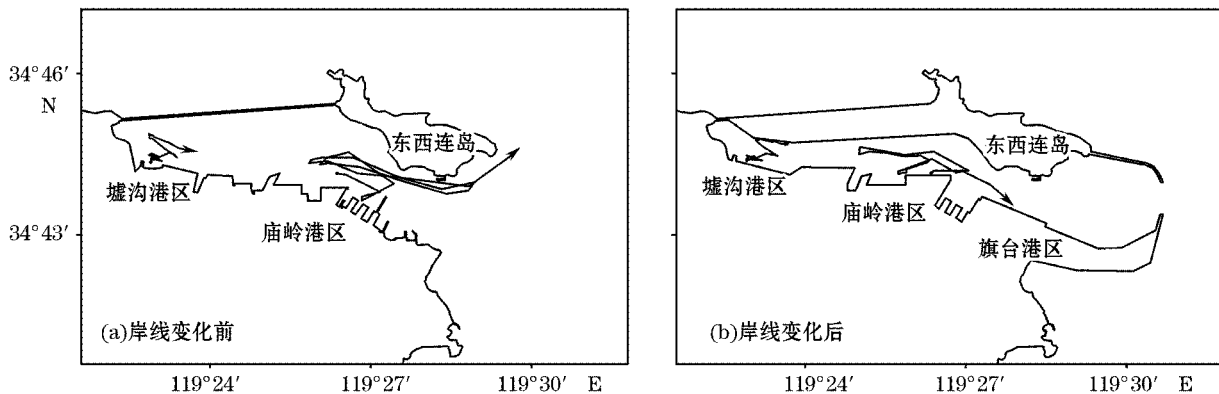 34°46′
N
34°43′
东西连岛
墟沟港区
庙岭港区
(a)岸线变化前
119°24′ 119°27′ 119°30′ E
东西连岛
墟沟港区
庙岭港区
旗台港区
(b)岸线变化后
119°24′ 119°27′ 119°30′ E